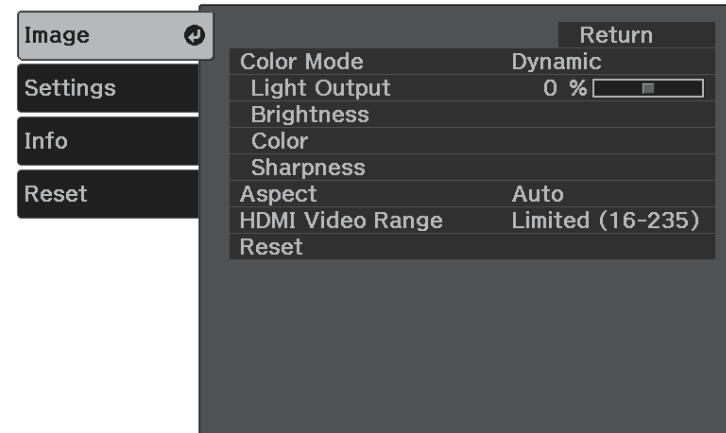 Image
Settings
Info
Reset
Return
Color Mode Dynamic
Light Output 0 %
Brightness
Color
Sharpness
Aspect Auto
HDMI Video Range Limited (16-235)
Reset